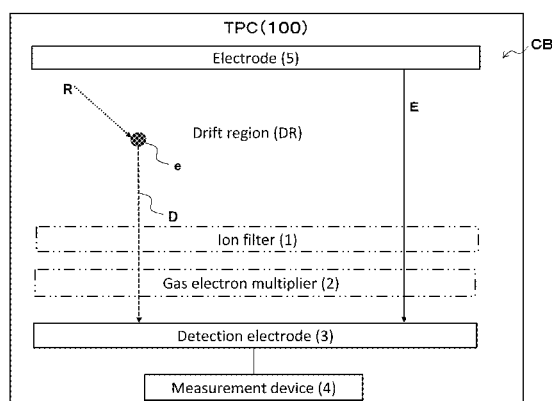 TPC(100)
Electrode (5)
CB
R
E
Drift region (DR)
e
D
Ion filter (1)
Gas electron multiplier (2)
Detection electrode (3)
Measurement device (4)